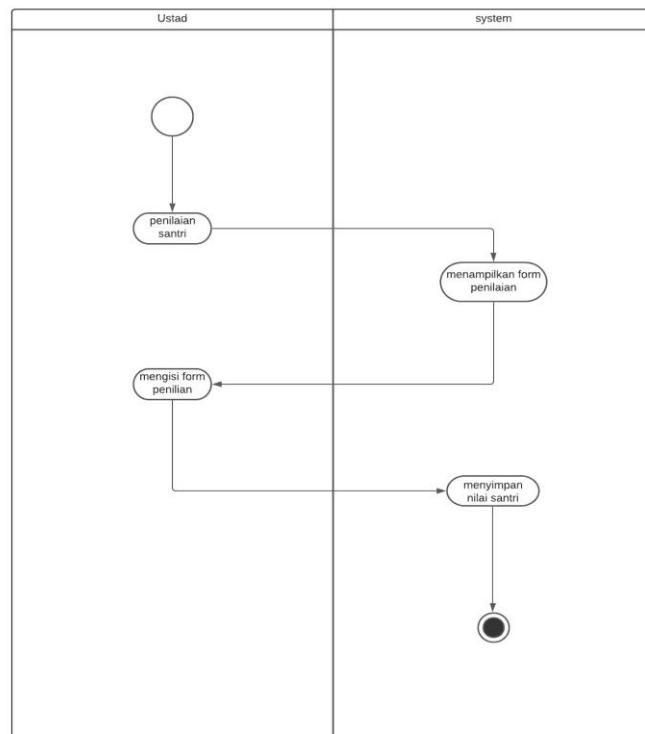 Ustad
system
penilaian
santri
menampilkan form
penilaian
mengisi form
penilian
menyimpan
nilai santri